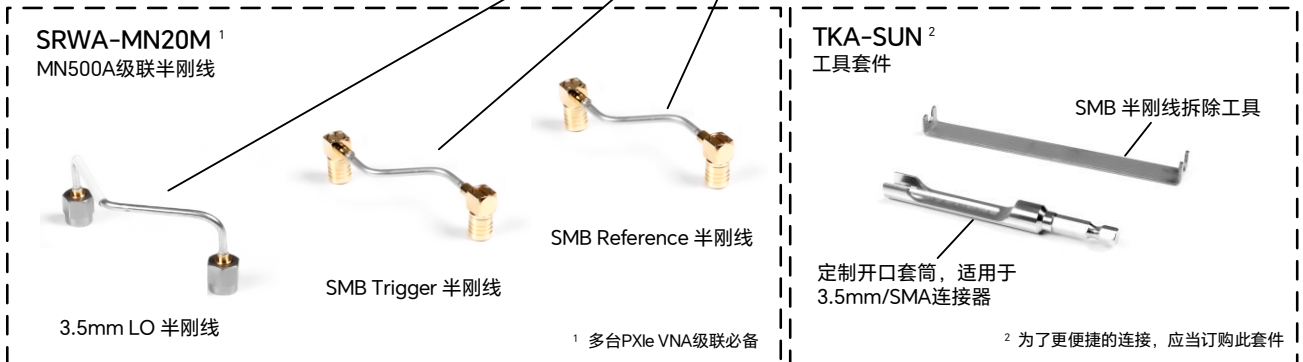 SRWA-MN20M ¹
MN500A级联半刚线
3.5mm LO 半刚线
SMB Trigger 半刚线
SMB Reference 半刚线
¹ 多台PXIe VNA级联必备
TKA-SUN ²
工具套件
SMB 半刚线拆除工具
定制开口套筒，适用于
3.5mm/SMA连接器
² 为了更便捷的连接，应当订购此套件